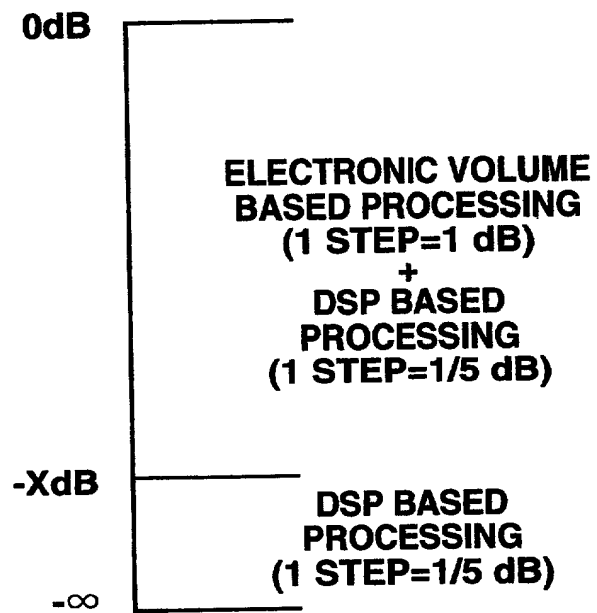 0dB
ELECTRONIC VOLUME
BASED PROCESSING
(1 STEP=1 dB)
+
DSP BASED
PROCESSING
(1 STEP=1/5 dB)
-XdB
DSP BASED
PROCESSING
(1 STEP=1/5 dB)
-∞